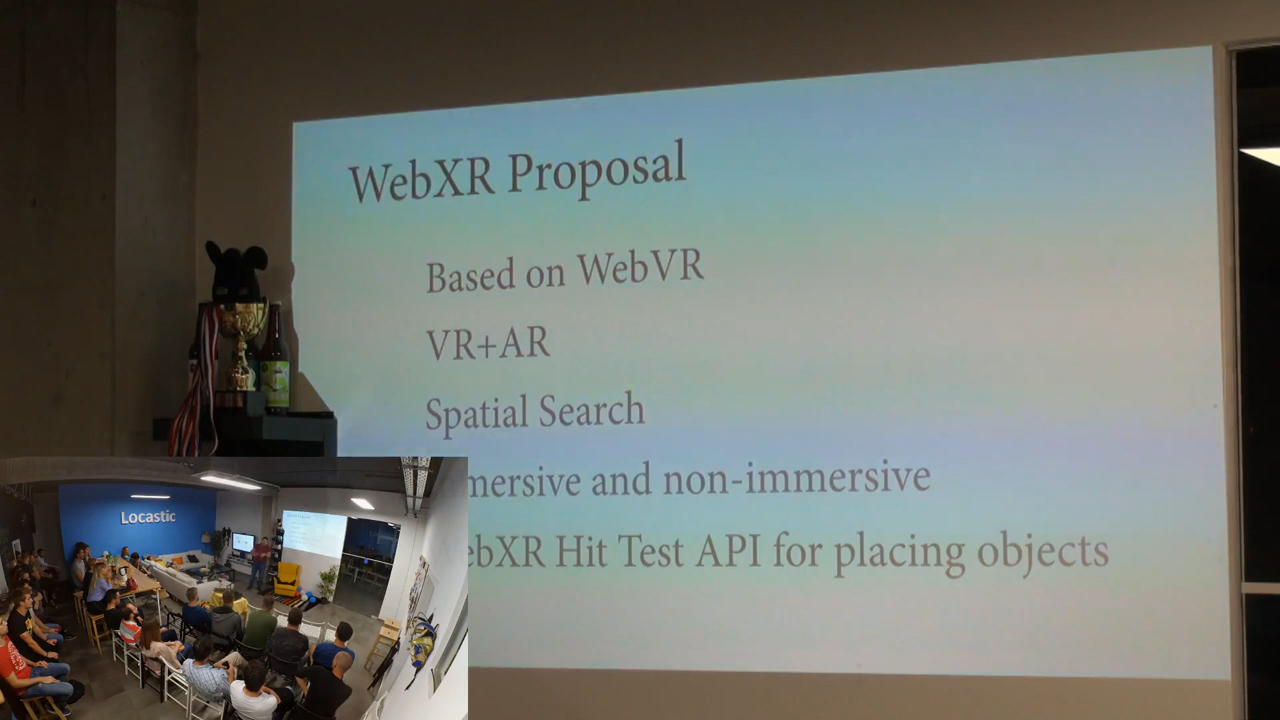 WebXR Proposal
Based on WebVR
VR+AR
Spatial Search
mersive and non-immersive
ebXR Hit Test API for placing objects
Locastic